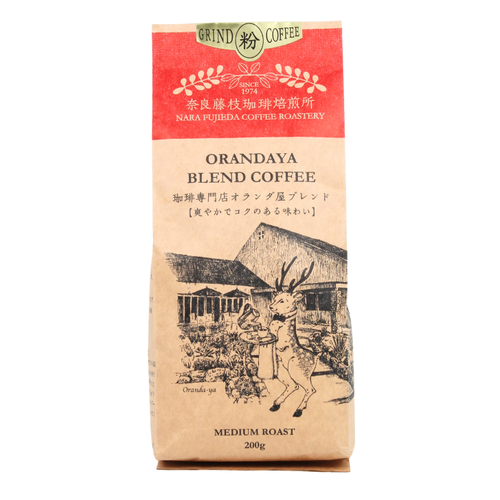 GRIND 粉 COFFEE
SINCE
1974
奈良藤枝珈琲焙煎所
NARA FUJIEDA COFFEE ROASTERY
ORANDAYA
BLEND COFFEE
珈琲専門店オランダ屋ブレンド
【爽やかでコクのある味わい】
Oranda-ya
MEDIUM ROAST
200g